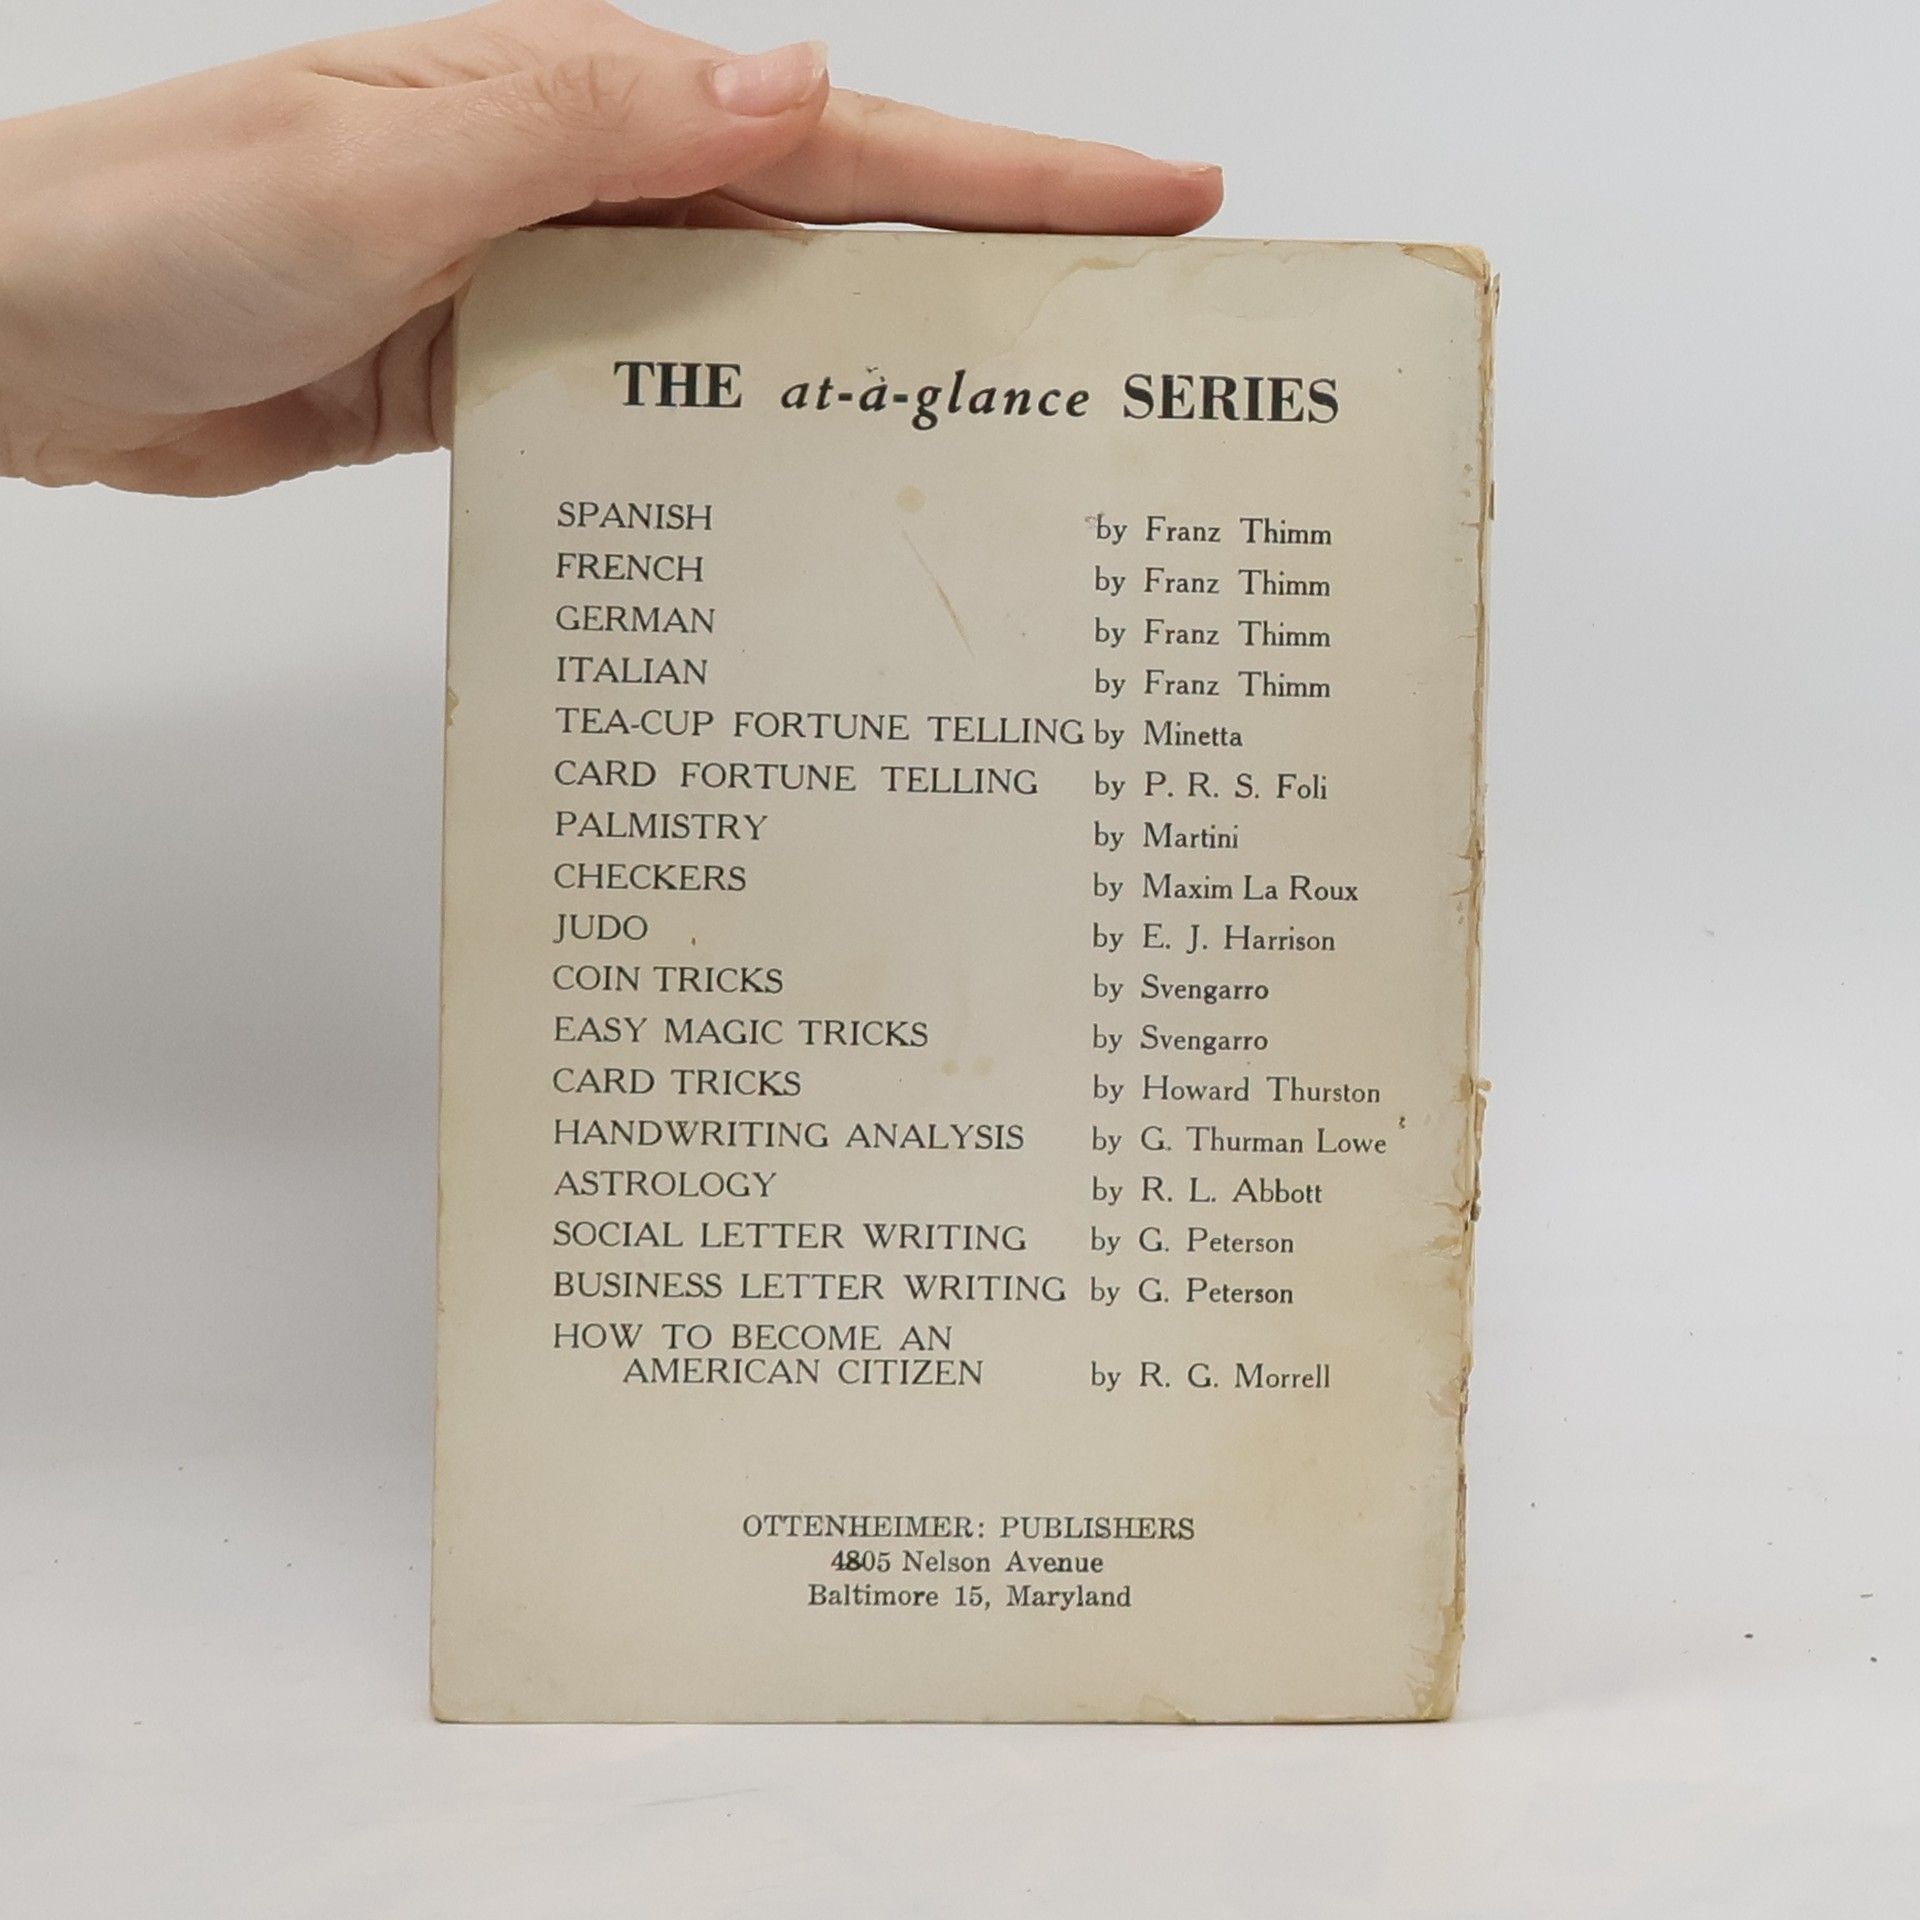 THE at-a-glance SERIES
SPANISH by Franz Thimm
FRENCH by Franz Thimm
GERMAN by Franz Thimm
ITALIAN by Franz Thimm
TEA-CUP FORTUNE TELLING by Minetta
CARD FORTUNE TELLING by P. R. S. Foli
PALMISTRY by Martini
CHECKERS by Maxim La Roux
JUDO by E. J. Harrison
COIN TRICKS by Svengarro
EASY MAGIC TRICKS by Svengarro
CARD TRICKS by Howard Thurston
HANDWRITING ANALYSIS by G. Thurman Lowe
ASTROLOGY by R. L. Abbott
SOCIAL LETTER WRITING by G. Peterson
BUSINESS LETTER WRITING by G. Peterson
HOW TO BECOME AN
AMERICAN CITIZEN by R. G. Morrell
OTTENHEIMER: PUBLISHERS
4805 Nelson Avenue
Baltimore 15, Maryland